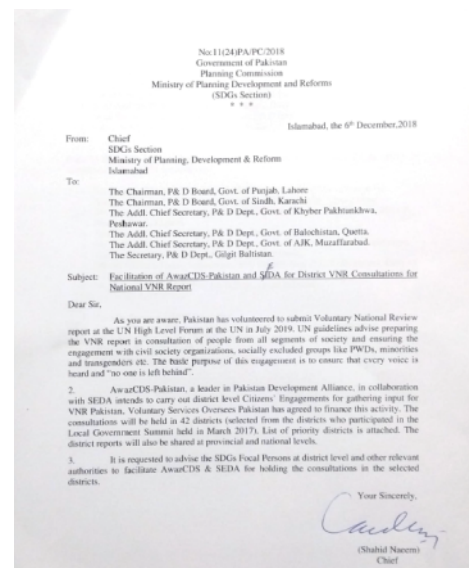 No:11(24)PA/PC/2018
Government of Pakistan
Planning Commission
Ministry of Planning Development and Reforms
(SDGs Section)
* * *
Islamabad, the 6th December,2018
From: Chief
SDGs Section
Ministry of Planning, Development & Reform
Islamabad
To:
The Chairman, P& D Board, Govt. of Punjab, Lahore
The Chairman, P& D Board, Govt. of Sindh, Karachi
The Addl. Chief Secretary, P& D Dept., Govt. of Khyber Pakhtunkhwa,
Peshawar.
The Addl. Chief Secretary, P& D Dept., Govt. of Balochistan, Quetta.
The Addl. Chief Secretary, P& D Dept., Govt. of AJK, Muzaffarabad.
The Secretary, P& D Dept., Gilgit Baltistan.
Subject: Facilitation of AwazCDS-Pakistan and SEDA for District VNR Consultations for
National VNR Report
Dear Sir,
As you are aware, Pakistan has volunteered to submit Voluntary National Review
report at the UN High Level Forum at the UN in July 2019. UN guidelines advise preparing
the VNR report in consultation of people from all segments of society and ensuring the
engagement with civil society organizations, socially excluded groups like PWDs, minorities
and transgenders etc. The basic purpose of this engagement is to ensure that every voice is
heard and "no one is left behind".
2. AwazCDS-Pakistan, a leader in Pakistan Development Alliance, in collaboration
with SEDA intends to carry out district level Citizens' Engagements for gathering input for
VNR Pakistan. Voluntary Services Overseas Pakistan has agreed to finance this activity. The
consultations will be held in 42 districts (selected from the districts who participated in the
Local Government Summit held in March 2017). List of priority districts is attached. The
district reports will also be shared at provincial and national levels.
3. It is requested to advise the SDGs Focal Persons at district level and other relevant
authorities to facilitate AwazCDS & SEDA for holding the consultations in the selected
districts.
Your Sincerely,
(Shahid Naeem)
Chief